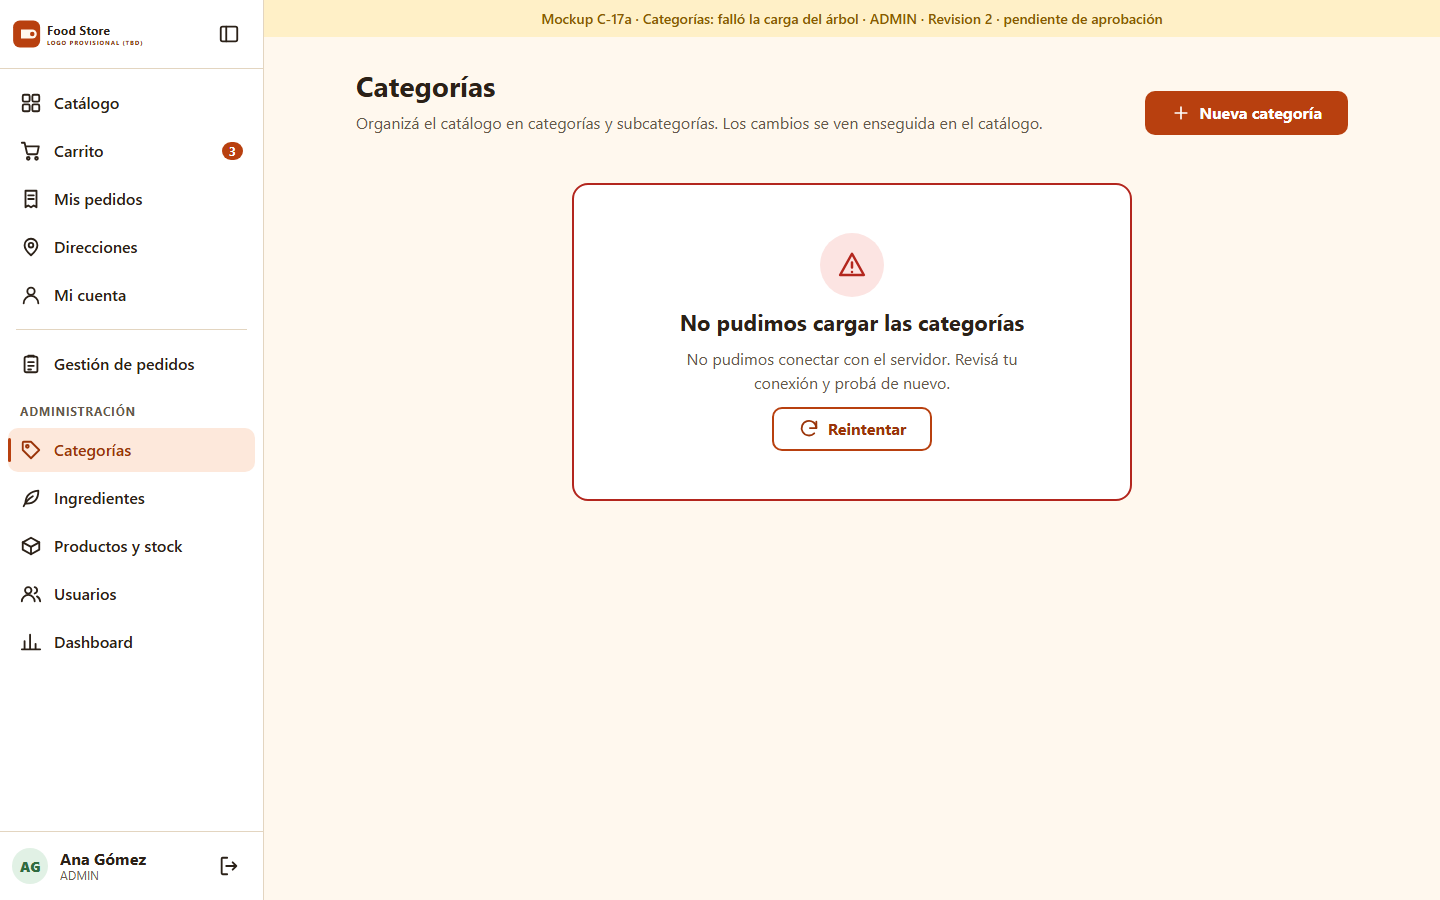 Food Store
LOGO PROVISIONAL (TBD)
Catálogo
Carrito
3
Mis pedidos
Direcciones
Mi cuenta
Gestión de pedidos
ADMINISTRACIÓN
Categorías
Ingredientes
Productos y stock
Usuarios
Dashboard
AG
Ana Gómez
ADMIN
Mockup C-17a · Categorías: falló la carga del árbol · ADMIN · Revision 2 · pendiente de aprobación
Categorías
Organizá el catálogo en categorías y subcategorías. Los cambios se ven enseguida en el catálogo.
Nueva categoría
No pudimos cargar las categorías
No pudimos conectar con el servidor. Revisá tu
conexión y probá de nuevo.
Reintentar